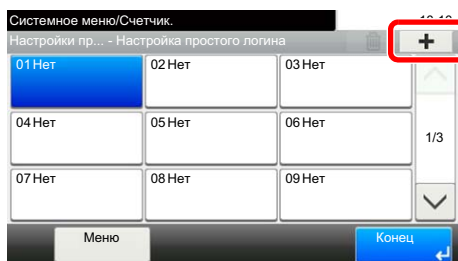 Системное меню/Счетчик.
Настройки пр... - Настройка простого логина
01 Нет 02 Нет 03 Нет
04 Нет 05 Нет 06 Нет
1/3
07 Нет 08 Нет 09 Нет
Меню Конец